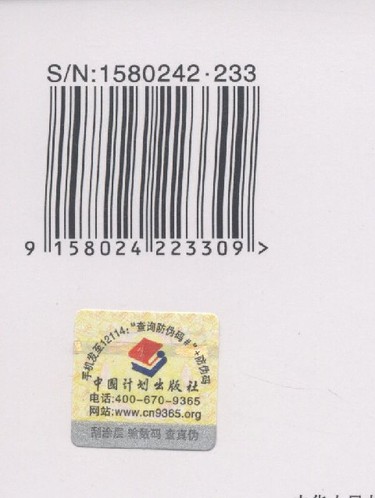 S/N:1580242·233
9 158024 223309 >
手机发至12114:"查询防伪码#"+防伪码
中国计划出版社
电话:400-670-9365
网站:www.cn9365.org
刮涂层 输数码 查真伪